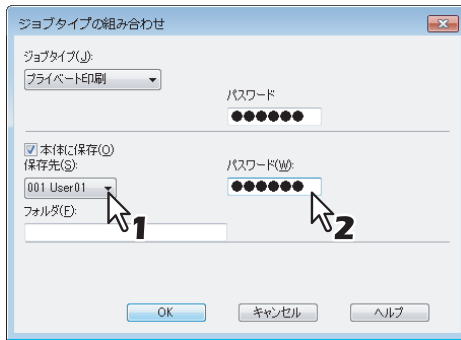 ジョブタイプの組み合わせ
ジョブタイプ(J):
プライベート印刷
パスワード
●●●●●●
本体に保存(O)
保存先(S):
パスワード(W):
001 User01
●●●●●●
1
2
フォルダ(F):
OK
キャンセル
ヘルプ